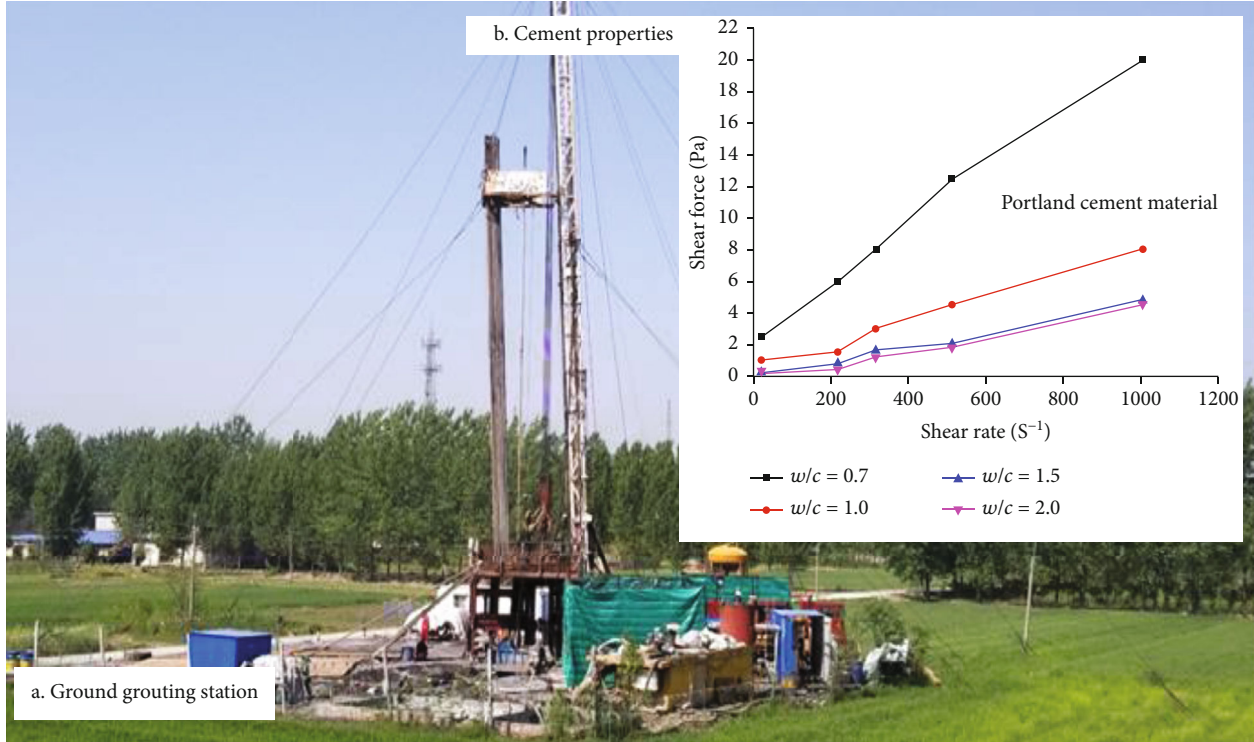 b. Cement properties
22
20
18
16
14
12
10
8
6
4
2
0
Shear force (Pa)
Portland cement material
0 200 400 600 800 1000 1200
Shear rate (S⁻¹)
w/c = 0.7 w/c = 1.5
w/c = 1.0 w/c = 2.0
a. Ground grouting station